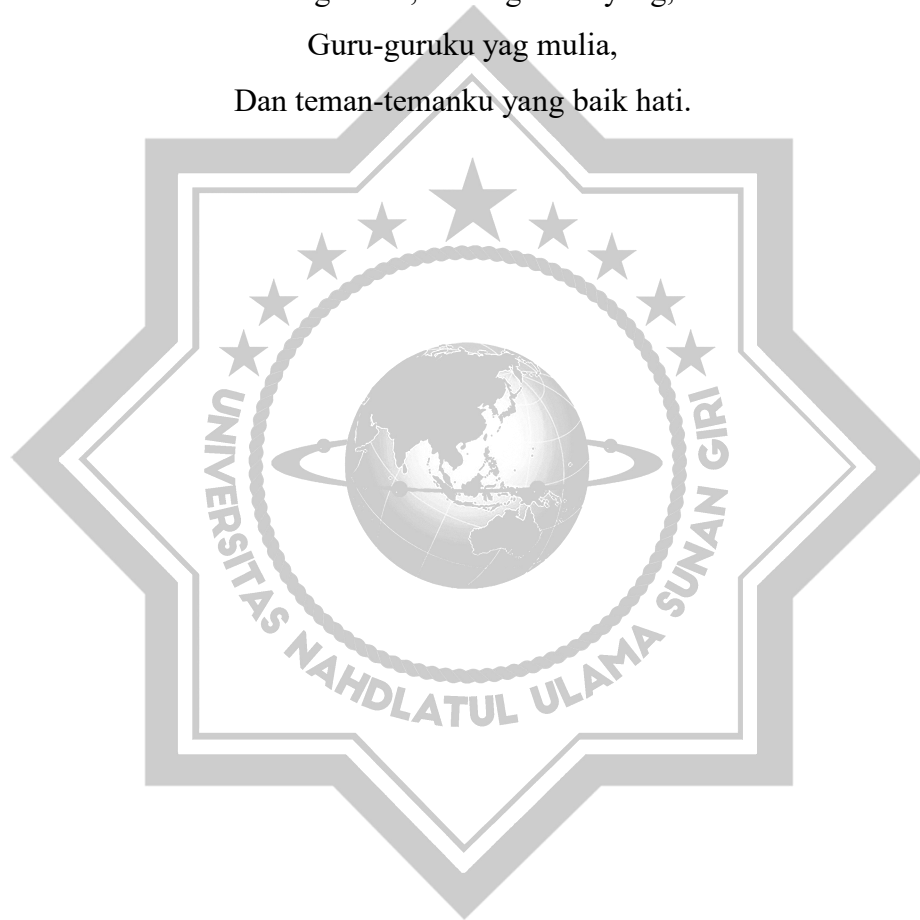 Guru-guruku yag mulia,
Dan teman-temanku yang baik hati.
UNIVERSITAS NAHDLATUL ULAMA SUNAN GIRI